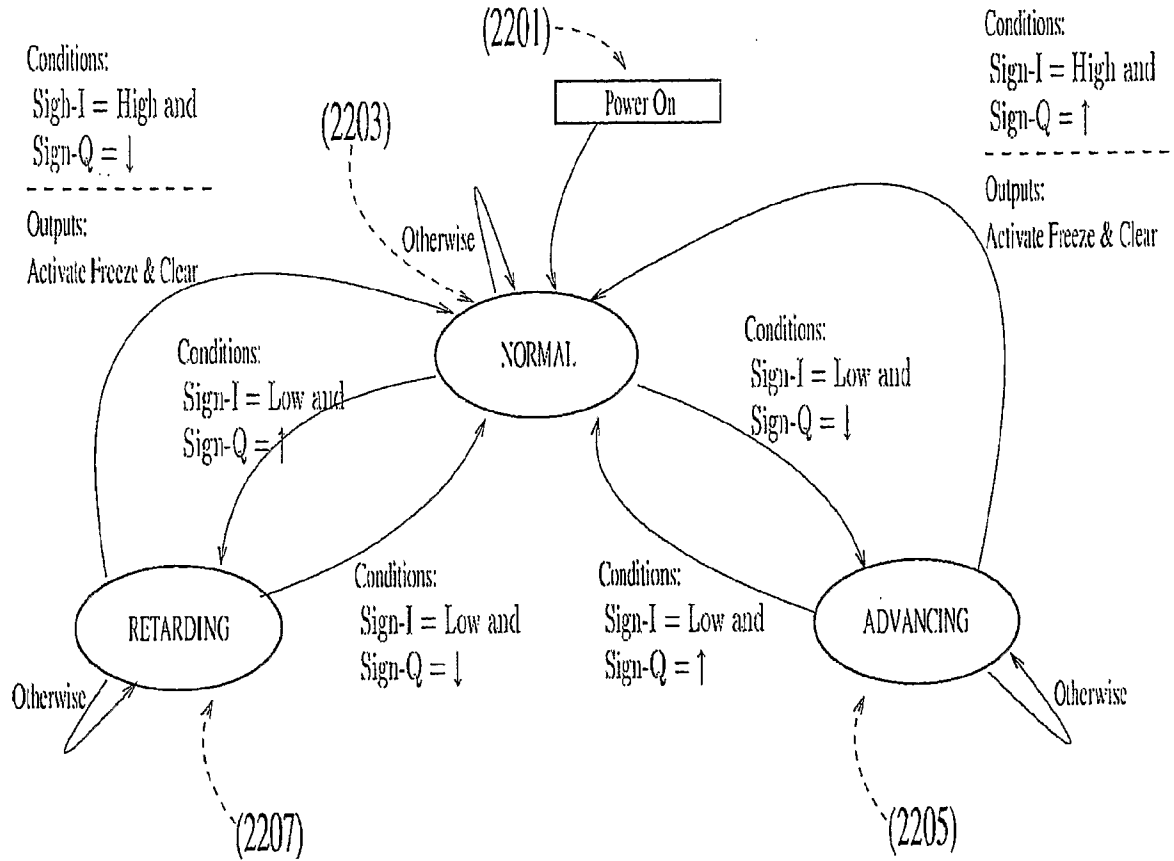 (2201)
Power On
(2203)
Conditions:
Sigh-I = High and
Sign-Q = ↓
Outputs:
Activate Freeze & Clear
Conditions:
Sign-I = High and
Sign-Q = ↑
Outputs:
Activate Freeze & Clear
Otherwise
NORMAL
Conditions:
Sign-I = Low and
Sign-Q = ↑
Conditions:
Sign-I = Low and
Sign-Q = ↓
RETARDING
Conditions:
Sign-I = Low and
Sign-Q = ↓
Conditions:
Sign-I = Low and
Sign-Q = ↑
ADVANCING
Otherwise
Otherwise
(2207)
(2205)